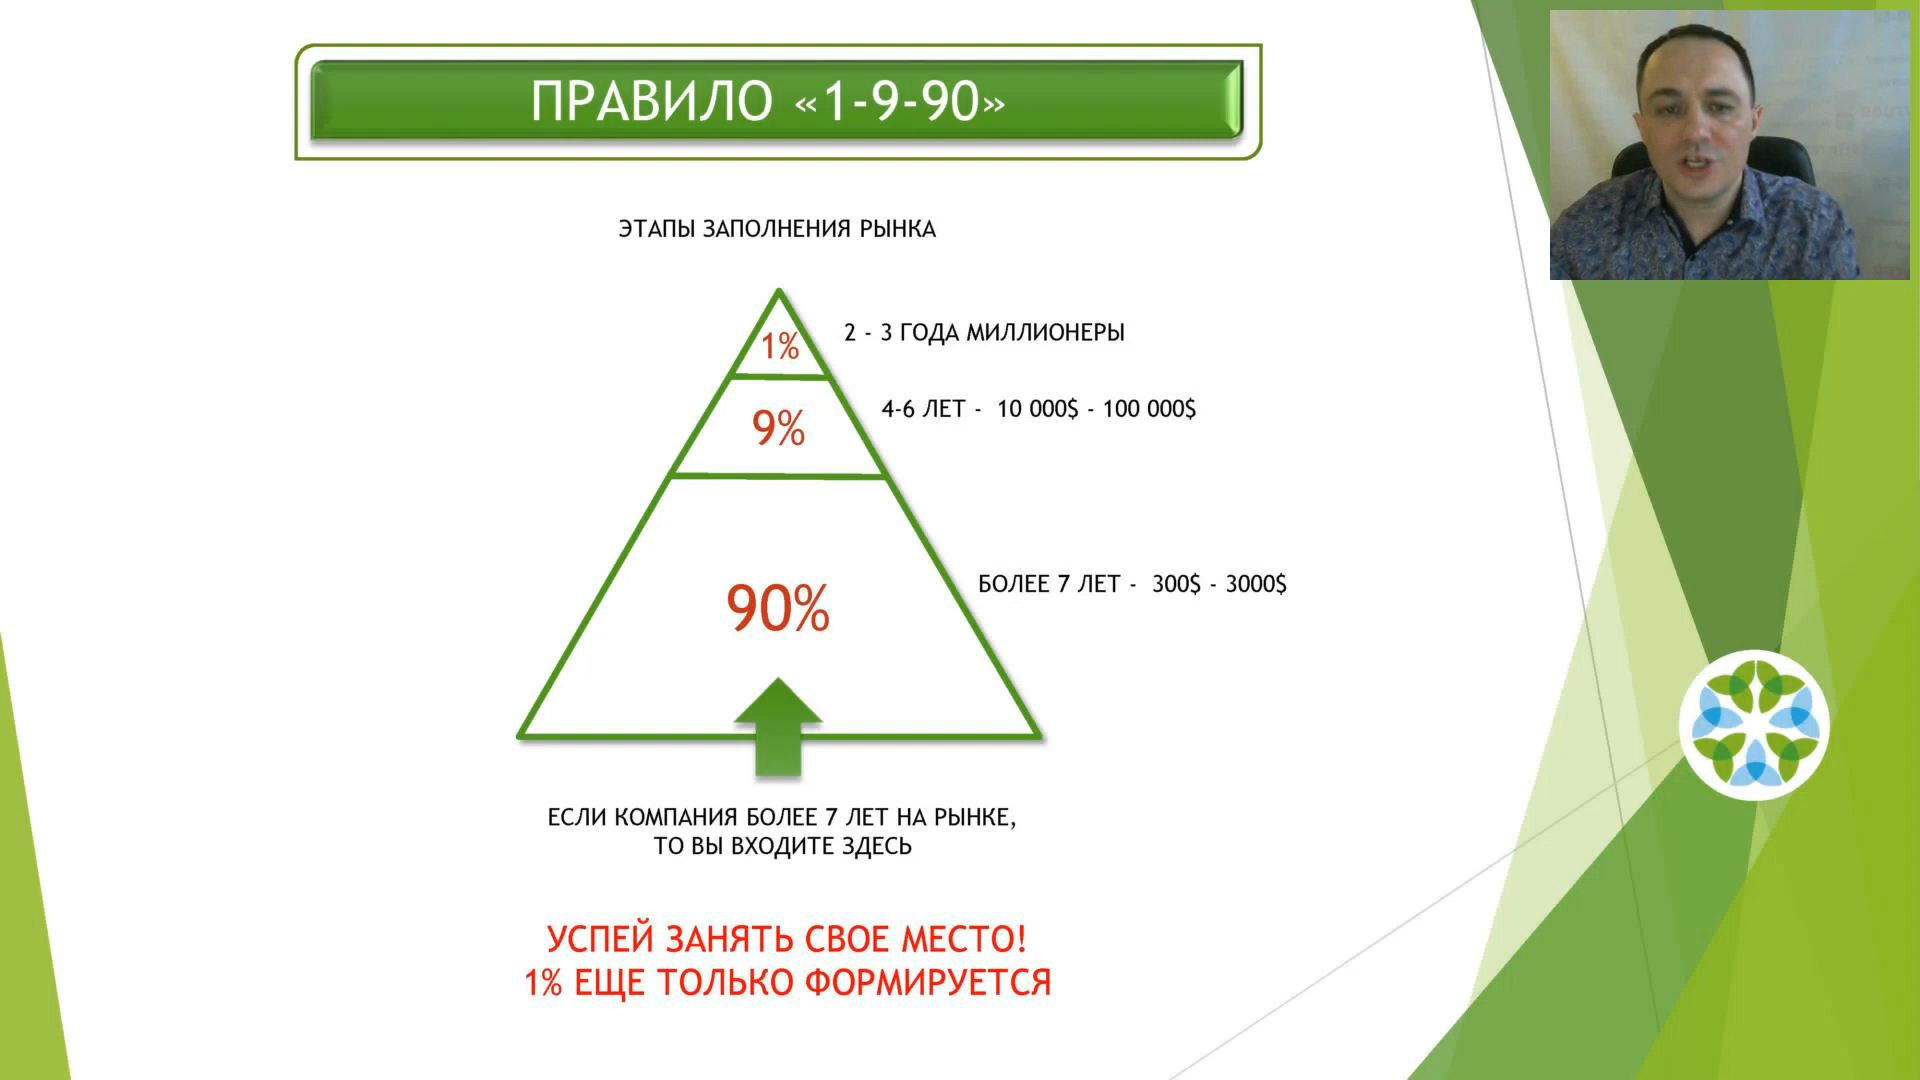 ПРАВИЛО «1-9-90»
ЭТАПЫ ЗАПОЛНЕНИЯ РЫНКА
1%
2 - 3 ГОДА МИЛЛИОНЕРЫ
9%
4-6 ЛЕТ - 10 000$ - 100 000$
90%
БОЛЕЕ 7 ЛЕТ - 300$ - 3000$
ЕСЛИ КОМПАНИЯ БОЛЕЕ 7 ЛЕТ НА РЫНКЕ,
ТО ВЫ ВХОДИТЕ ЗДЕСЬ
УСПЕЙ ЗАНЯТЬ СВОЕ МЕСТО!
1% ЕЩЕ ТОЛЬКО ФОРМИРУЕТСЯ